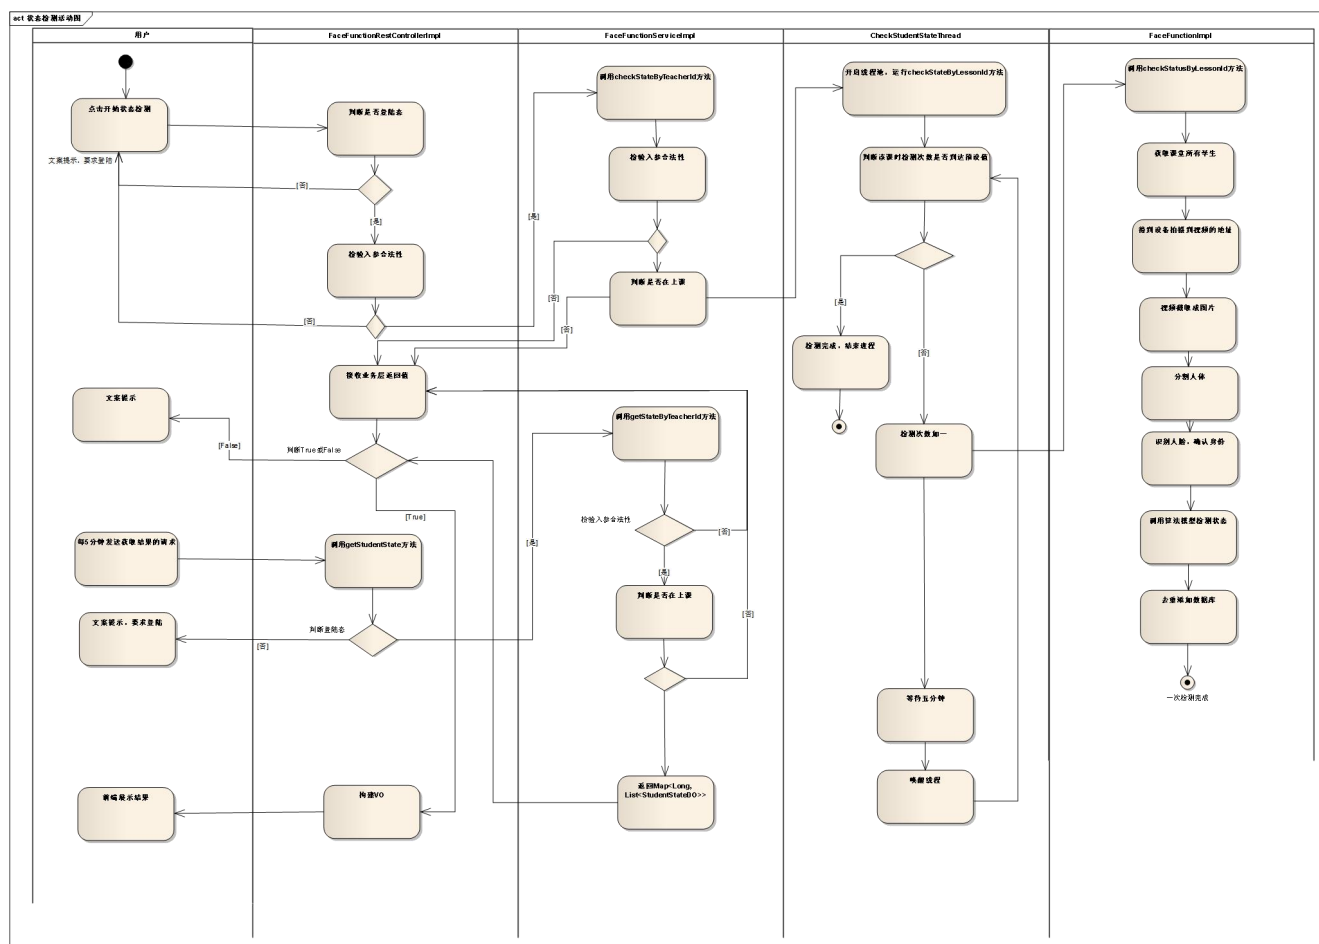 act 状态检测活动图
用户
FaceFunctionRestControllerImpl
FaceFunctionServiceImpl
CheckStudentStateThread
FaceFunctionImpl
点击开始状态检测
文案提示、要求登陆
文案提示
每5分钟发送获取结果的请求
文案提示，要求登陆
前端展示结果
判断是否登陆态
[否]
[是]
检验入参合法性
[否]
[是]
接收业务层返回值
判断True或False
[False]
[True]
调用getStudentState方法
判断登陆态
[否]
[是]
构建VO
调用checkStateByTeacherId方法
检验入参合法性
[否]
判断是否在上课
[否]
调用getStateByTeacherId方法
检验入参合法性
[否]
[是]
判断是否在上课
[否]
返回Map<Long,
List<StudentStateDO>>
开启线程池，运行checkStateByLessonId方法
判断该课时检测次数是否到达预设值
[是]
[否]
检测完成，结束进程
检测次数加一
等待五分钟
唤醒线程
调用checkStatusByLessonId方法
获取课堂所有学生
得到设备拍摄到视频的地址
视频截取成图片
分割人体
识别人脸，确认身份
调用算法模型检测状态
去重添加数据库
一次检测完成